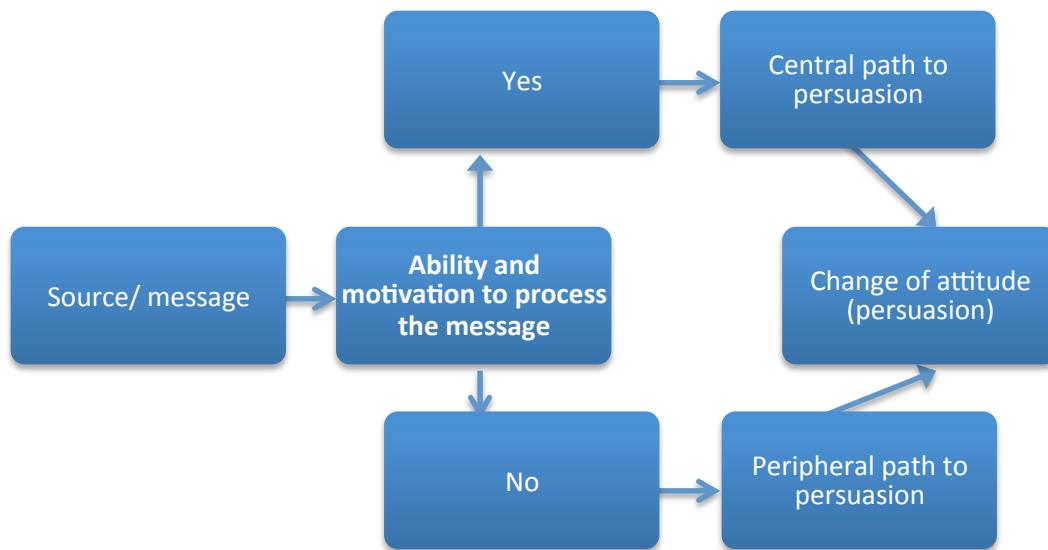 Yes
Central path to
persuasion
Source/ message
Ability and
motivation to process
the message
Change of attitude
(persuasion)
No
Peripheral path to
persuasion